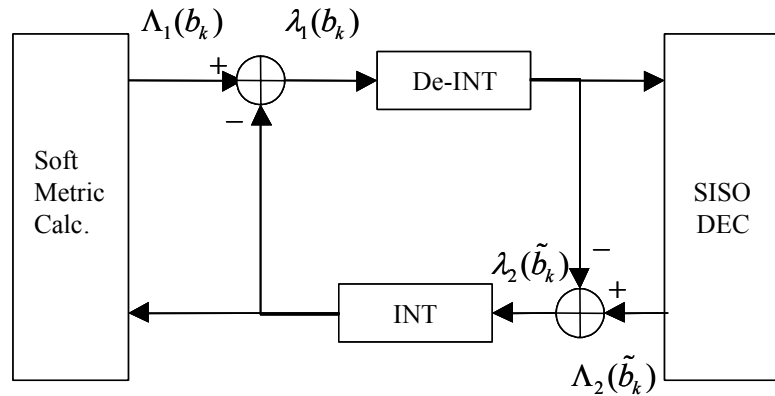 Λ₁(bₖ)
λ₁(bₖ)
+
De-INT
−
Soft
Metric
Calc.
SISO
DEC
−
λ₂(b̃ₖ)
+
INT
Λ₂(b̃ₖ)